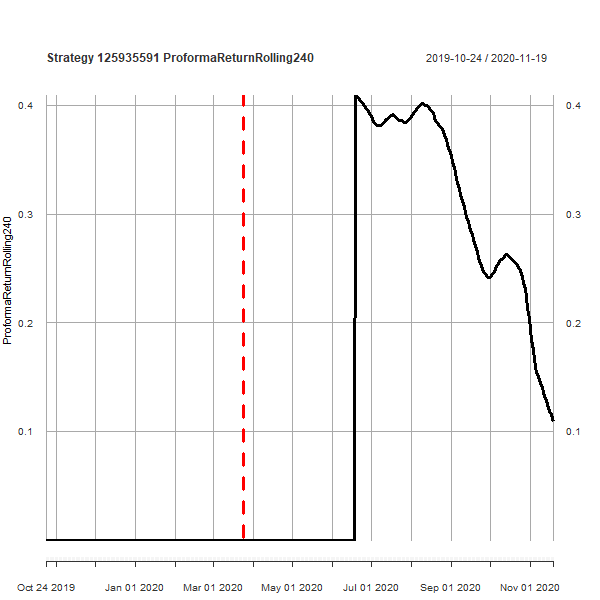 Strategy 125935591 ProformaReturnRolling240
2019-10-24 / 2020-11-19
ProformaReturnRolling240
0.4
0.3
0.2
0.1
0.4
0.3
0.2
0.1
Oct 24 2019
Jan 01 2020
Mar 01 2020
May 01 2020
Jul 01 2020
Sep 01 2020
Nov 01 2020